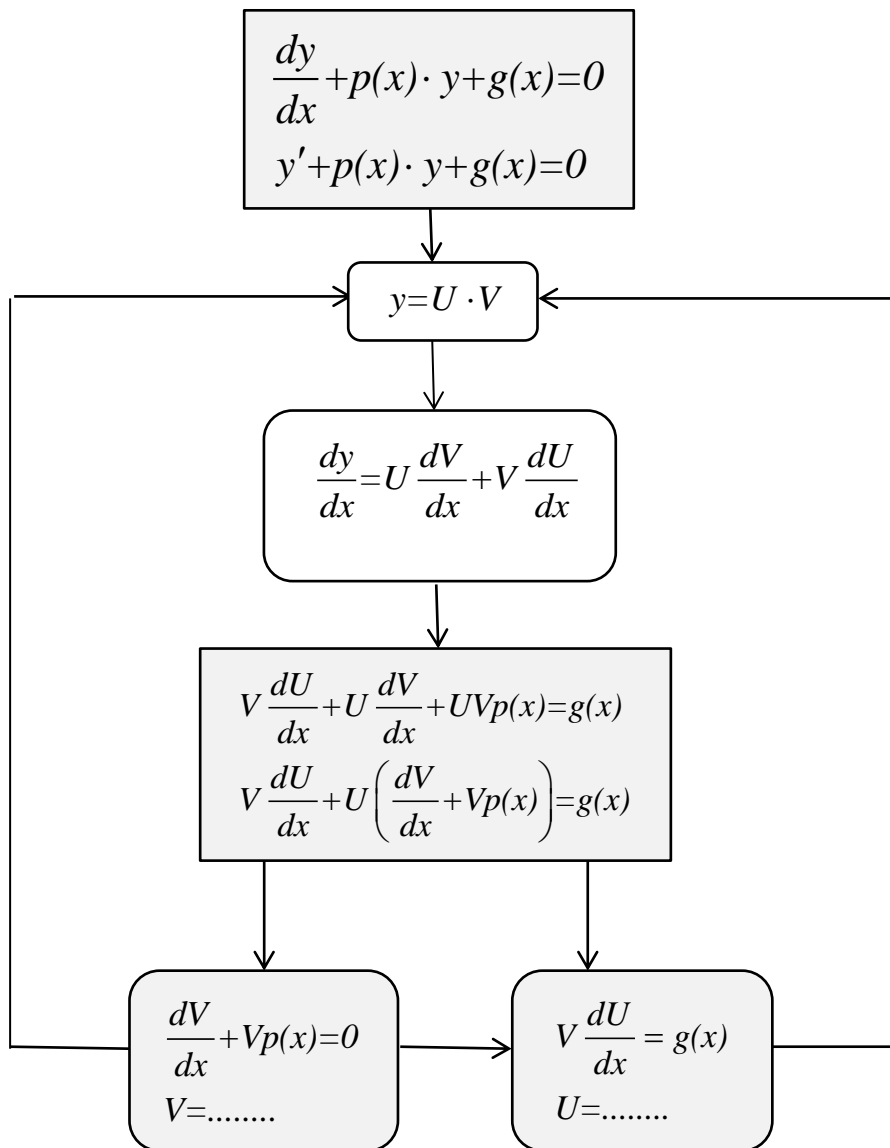 dy/dx+p(x)· y+g(x)=0
y′+p(x)· y+g(x)=0
y=U ·V
dy/dx=U dV/dx+V dU/dx
V dU/dx+U dV/dx+UVp(x)=g(x)
V dU/dx+U(dV/dx+Vp(x))=g(x)
dV/dx+Vp(x)=0
V=........
V dU/dx = g(x)
U=........